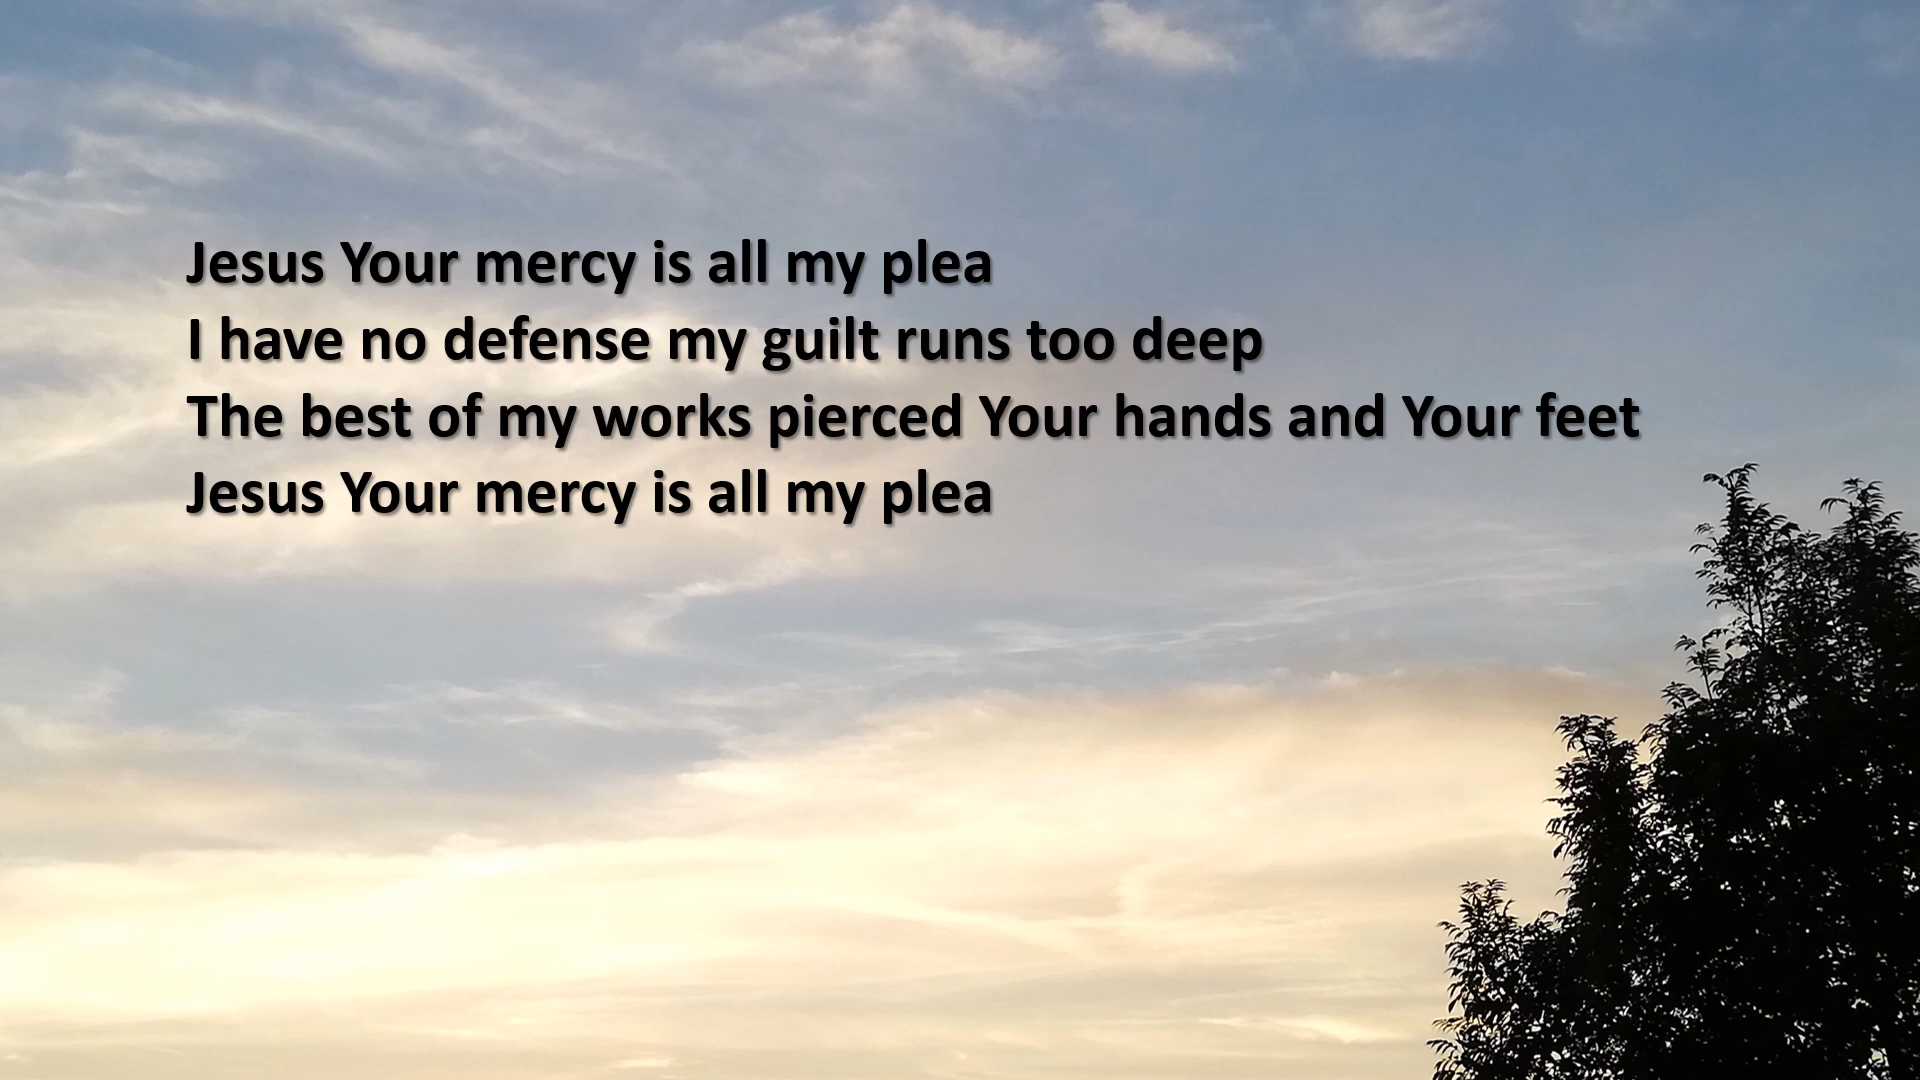 Jesus Your mercy is all my plea
I have no defense my guilt runs too deep
The best of my works pierced Your hands and Your feet
Jesus Your mercy is all my plea